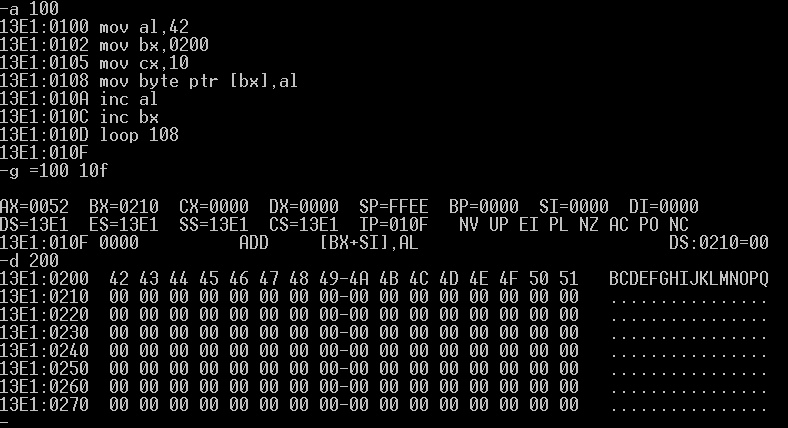 -a 100
13E1:0100 mov al,42
13E1:0102 mov bx,0200
13E1:0105 mov cx,10
13E1:0108 mov byte ptr [bx],al
13E1:010A inc al
13E1:010C inc bx
13E1:010D loop 108
13E1:010F
-g =100 10f
AX=0052  BX=0210  CX=0000  DX=0000  SP=FFEE  BP=0000  SI=0000  DI=0000
DS=13E1  ES=13E1  SS=13E1  CS=13E1  IP=010F   NV UP EI PL NZ AC PO NC
13E1:010F 0000          ADD     [BX+SI],AL                         DS:0210=00
-d 200
13E1:0200  42 43 44 45 46 47 48 49-4A 4B 4C 4D 4E 4F 50 51   BCDEFGHIJKLMNOPQ
13E1:0210  00 00 00 00 00 00 00 00-00 00 00 00 00 00 00 00   ................
13E1:0220  00 00 00 00 00 00 00 00-00 00 00 00 00 00 00 00   ................
13E1:0230  00 00 00 00 00 00 00 00-00 00 00 00 00 00 00 00   ................
13E1:0240  00 00 00 00 00 00 00 00-00 00 00 00 00 00 00 00   ................
13E1:0250  00 00 00 00 00 00 00 00-00 00 00 00 00 00 00 00   ................
13E1:0260  00 00 00 00 00 00 00 00-00 00 00 00 00 00 00 00   ................
13E1:0270  00 00 00 00 00 00 00 00-00 00 00 00 00 00 00 00   ................
-